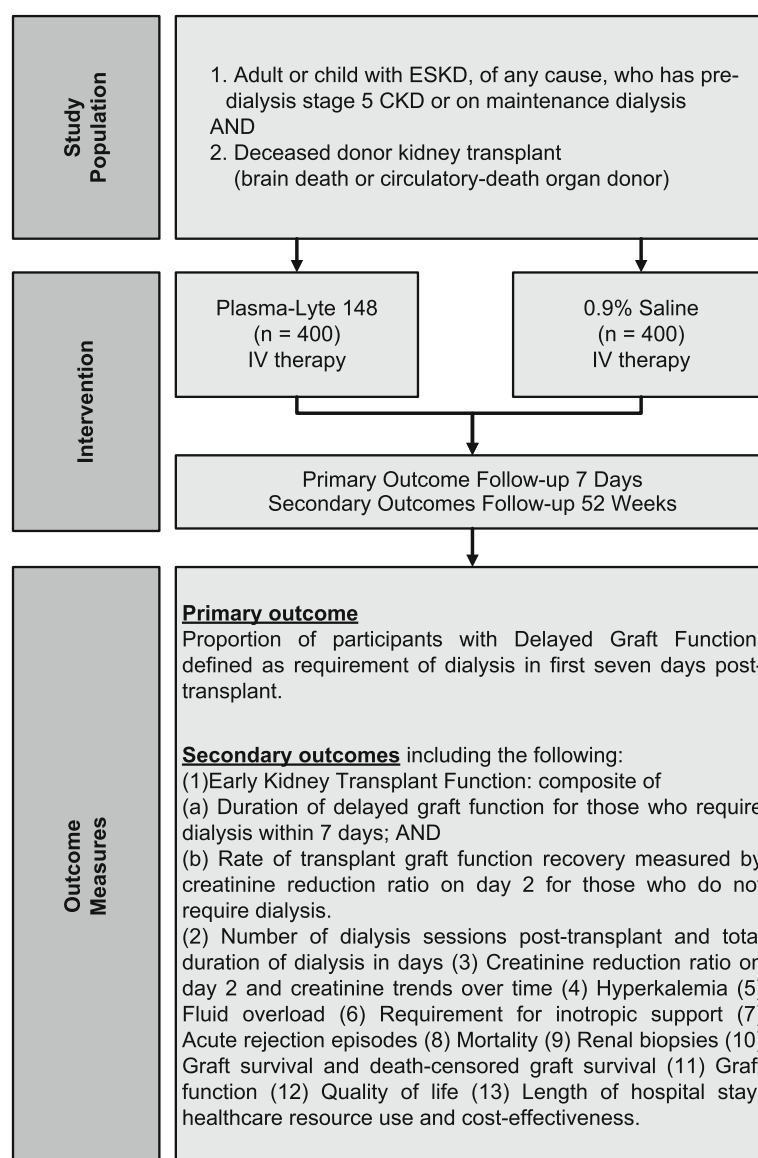 Study
Population
1. Adult or child with ESKD, of any cause, who has pre-
dialysis stage 5 CKD or on maintenance dialysis
AND
2. Deceased donor kidney transplant
(brain death or circulatory-death organ donor)
Intervention
Plasma-Lyte 148
(n = 400)
IV therapy
0.9% Saline
(n = 400)
IV therapy
Primary Outcome Follow-up 7 Days
Secondary Outcomes Follow-up 52 Weeks
Outcome
Measures
Primary outcome
Proportion of participants with Delayed Graft Function
defined as requirement of dialysis in first seven days post-
transplant.
Secondary outcomes including the following:
(1)Early Kidney Transplant Function: composite of
(a) Duration of delayed graft function for those who require
dialysis within 7 days; AND
(b) Rate of transplant graft function recovery measured by
creatinine reduction ratio on day 2 for those who do not
require dialysis.
(2) Number of dialysis sessions post-transplant and total
duration of dialysis in days (3) Creatinine reduction ratio on
day 2 and creatinine trends over time (4) Hyperkalemia (5)
Fluid overload (6) Requirement for inotropic support (7)
Acute rejection episodes (8) Mortality (9) Renal biopsies (10)
Graft survival and death-censored graft survival (11) Graft
function (12) Quality of life (13) Length of hospital stay
healthcare resource use and cost-effectiveness.